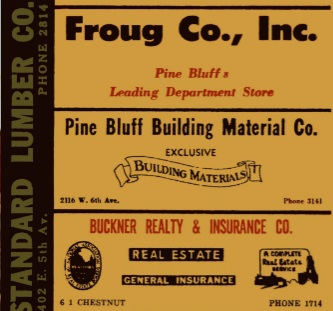 STANDARD LUMBER CO.
402 E. 5th Av. PHONE 2814
Froug Co., Inc.
Pine Bluff's
Leading Department Store
Pine Bluff Building Material Co.
EXCLUSIVE
BUILDING MATERIALS
2116 W. 6th Ave. Phone 3141
BUCKNER REALTY & INSURANCE CO.
REAL ESTATE
GENERAL INSURANCE
A COMPLETE
Real Estate
SERVICE
6 1 CHESTNUT PHONE 1714